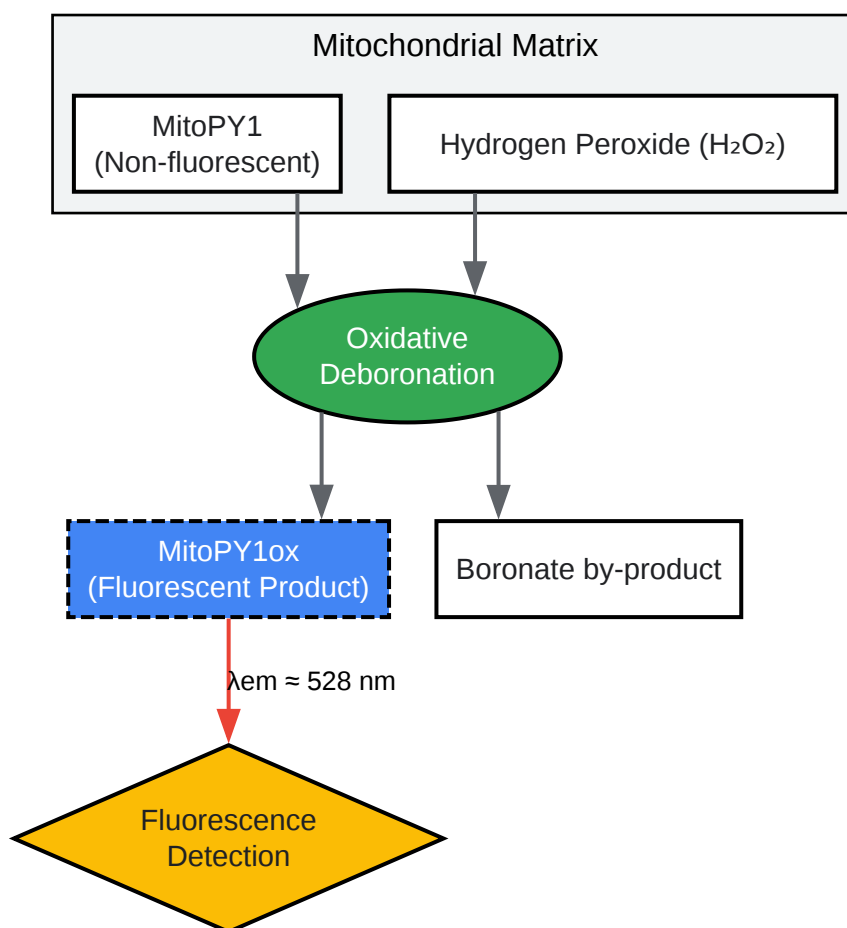 Mitochondrial Matrix
MitoPY1
(Non-fluorescent)
Hydrogen Peroxide (H₂O₂)
Oxidative
Deboronation
MitoPY1ox
(Fluorescent Product)
Boronate by-product
λem ≈ 528 nm
Fluorescence
Detection